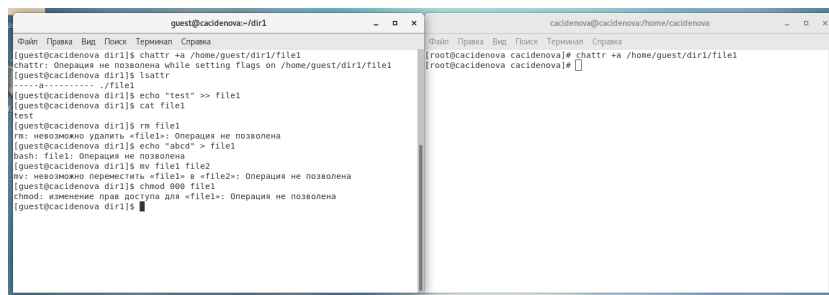 guest@cacidenova:~/dir1
Файл Правка Вид Поиск Терминал Справка
[guest@cacidenova dir1]$ chattr +a /home/guest/dir1/file1
chattr: Операция не позволена while setting flags on /home/guest/dir1/file1
[guest@cacidenova dir1]$ lsattr
-----a---------- ./file1
[guest@cacidenova dir1]$ echo "test" >> file1
[guest@cacidenova dir1]$ cat file1
test
[guest@cacidenova dir1]$ rm file1
rm: невозможно удалить «file1»: Операция не позволена
[guest@cacidenova dir1]$ echo "abcd" > file1
bash: file1: Операция не позволена
[guest@cacidenova dir1]$ mv file1 file2
mv: невозможно переместить «file1» в «file2»: Операция не позволена
[guest@cacidenova dir1]$ chmod 000 file1
chmod: изменение прав доступа для «file1»: Операция не позволена
[guest@cacidenova dir1]$
cacidenova@cacidenova:/home/cacidenova
Файл Правка Вид Поиск Терминал Справка
[root@cacidenova cacidenova]# chattr +a /home/guest/dir1/file1
[root@cacidenova cacidenova]#